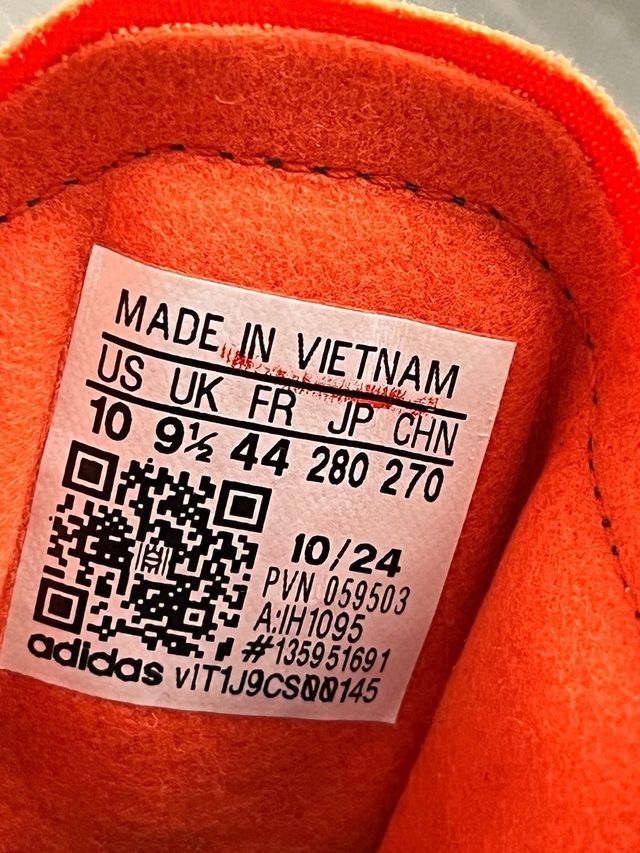 MADE IN VIETNAM
US UK FR JP CHN
10 9½ 44 280 270
10/24
PVN 059503
A:IH1095
#135951691
adidas vIT1J9CS00145